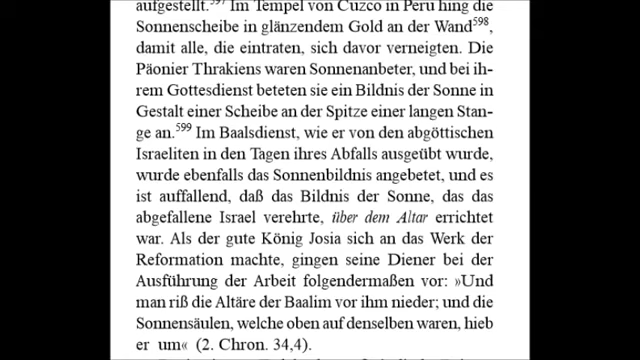 aufgestellt.597 Im Tempel von Cuzco in Peru hing die
Sonnenscheibe in glänzendem Gold an der Wand598,
damit alle, die eintraten, sich davor verneigten. Die
Päonier Thrakiens waren Sonnenanbeter, und bei ih-
rem Gottesdienst beteten sie ein Bildnis der Sonne in
Gestalt einer Scheibe an der Spitze einer langen Stan-
ge an.599 Im Baalsdienst, wie er von den abgöttischen
Israeliten in den Tagen ihres Abfalls ausgeübt wurde,
wurde ebenfalls das Sonnenbildnis angebetet, und es
ist auffallend, daß das Bildnis der Sonne, das das
abgefallene Israel verehrte, über dem Altar errichtet
war. Als der gute König Josia sich an das Werk der
Reformation machte, gingen seine Diener bei der
Ausführung der Arbeit folgendermaßen vor: »Und
man riß die Altäre der Baalim vor ihm nieder; und die
Sonnensäulen, welche oben auf denselben waren, hieb
er um« (2. Chron. 34,4).